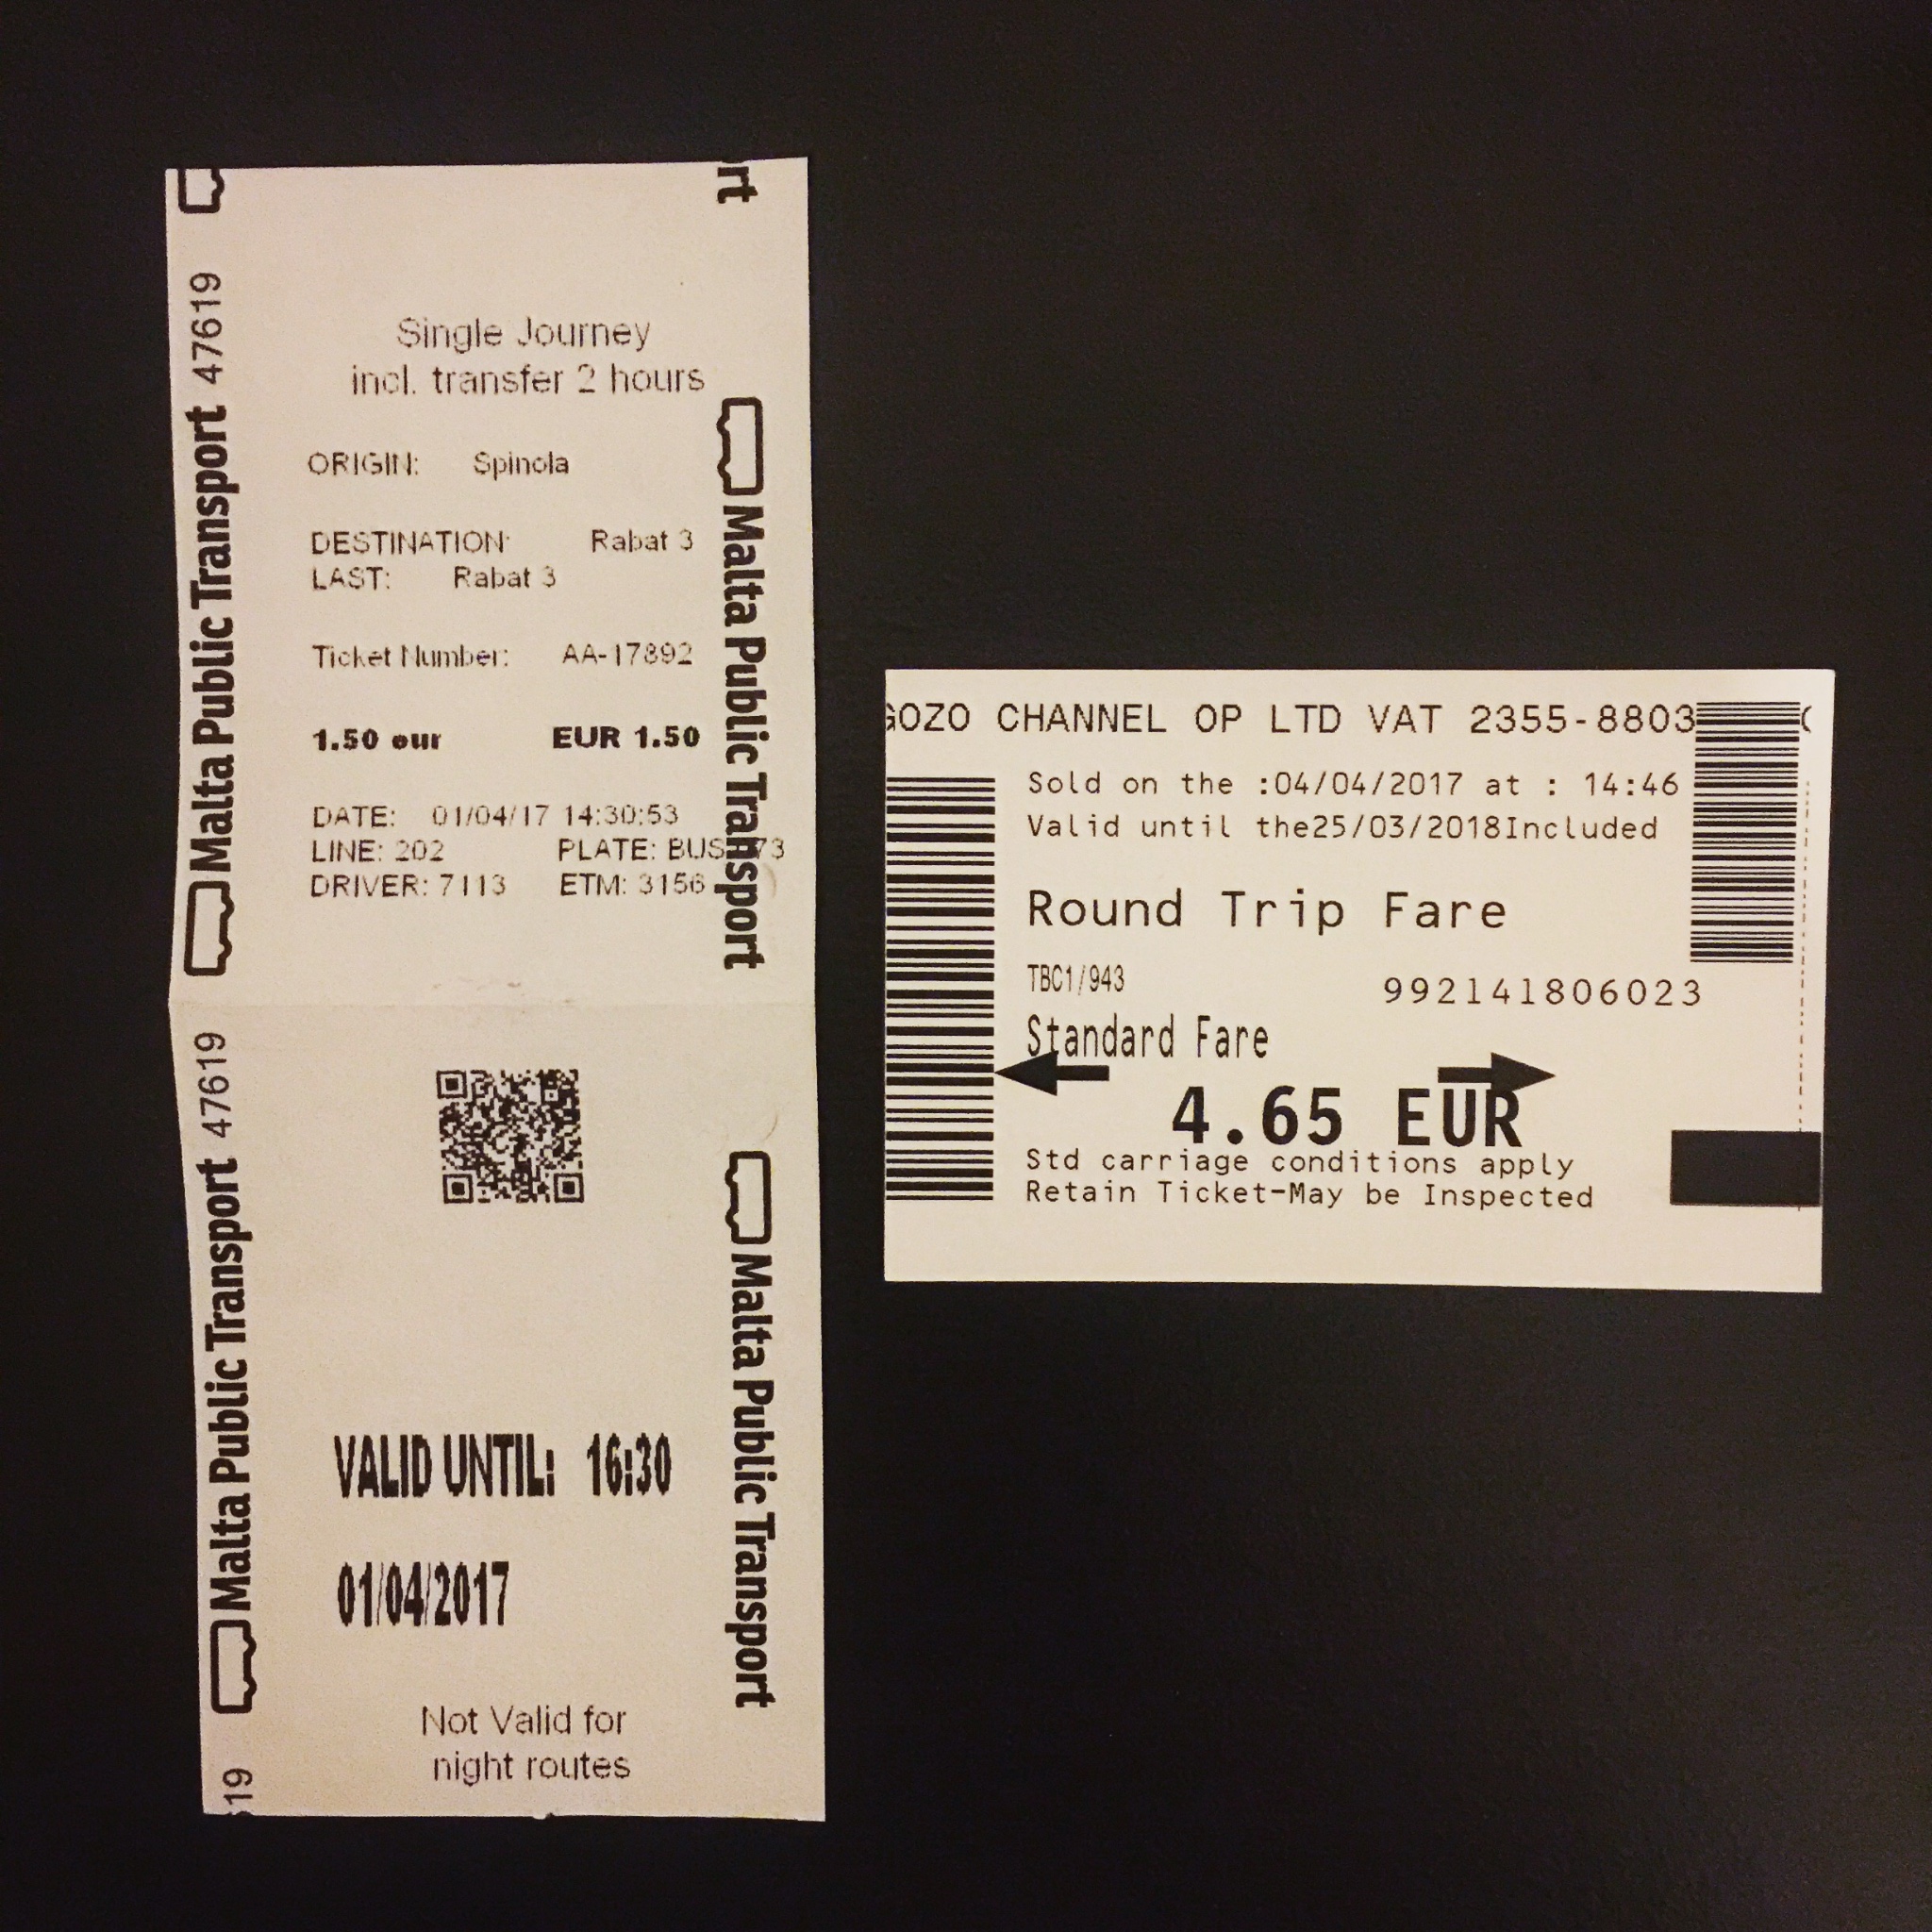 rt
Malta Public Transport 47619
Single Journey
incl. transfer 2 hours
ORIGIN: Spinola
DESTINATION: Rabat 3
LAST: Rabat 3
Ticket Number: AA-17892
1.50 eur EUR 1.50
DATE: 01/04/17 14:30:53
LINE: 202 PLATE: BUS 73
DRIVER: 7113 ETM: 3156
Malta Public Transport
Malta Public Transport 47619
VALID UNTIL: 16:30
01/04/2017
Not Valid for
night routes
Malta Public Transport
19
GOZO CHANNEL OP LTD VAT 2355-8803
Sold on the :04/04/2017 at : 14:46
Valid until the25/03/2018Included
Round Trip Fare
TBC1/943 992141806023
Standard Fare
4.65 EUR
Std carriage conditions apply
Retain Ticket-May be Inspected